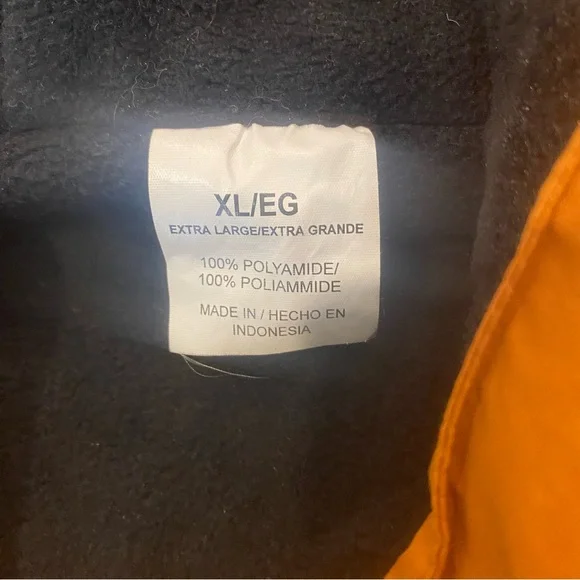 XL/EG
EXTRA LARGE/EXTRA GRANDE
100% POLYAMIDE/
100% POLIAMMIDE
MADE IN / HECHO EN
INDONESIA